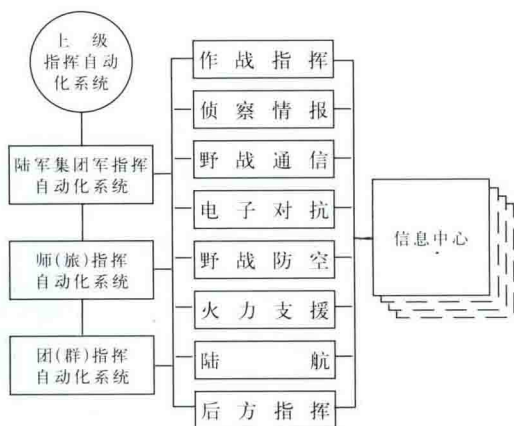 上级
指挥自动
化系统
陆军集团军指挥
自动化系统
师(旅)指挥
自动化系统
团(群)指挥
自动化系统
作战指挥
侦察情报
野战通信
电子对抗
野战防空
火力支援
陆航
后方指挥
信息中心